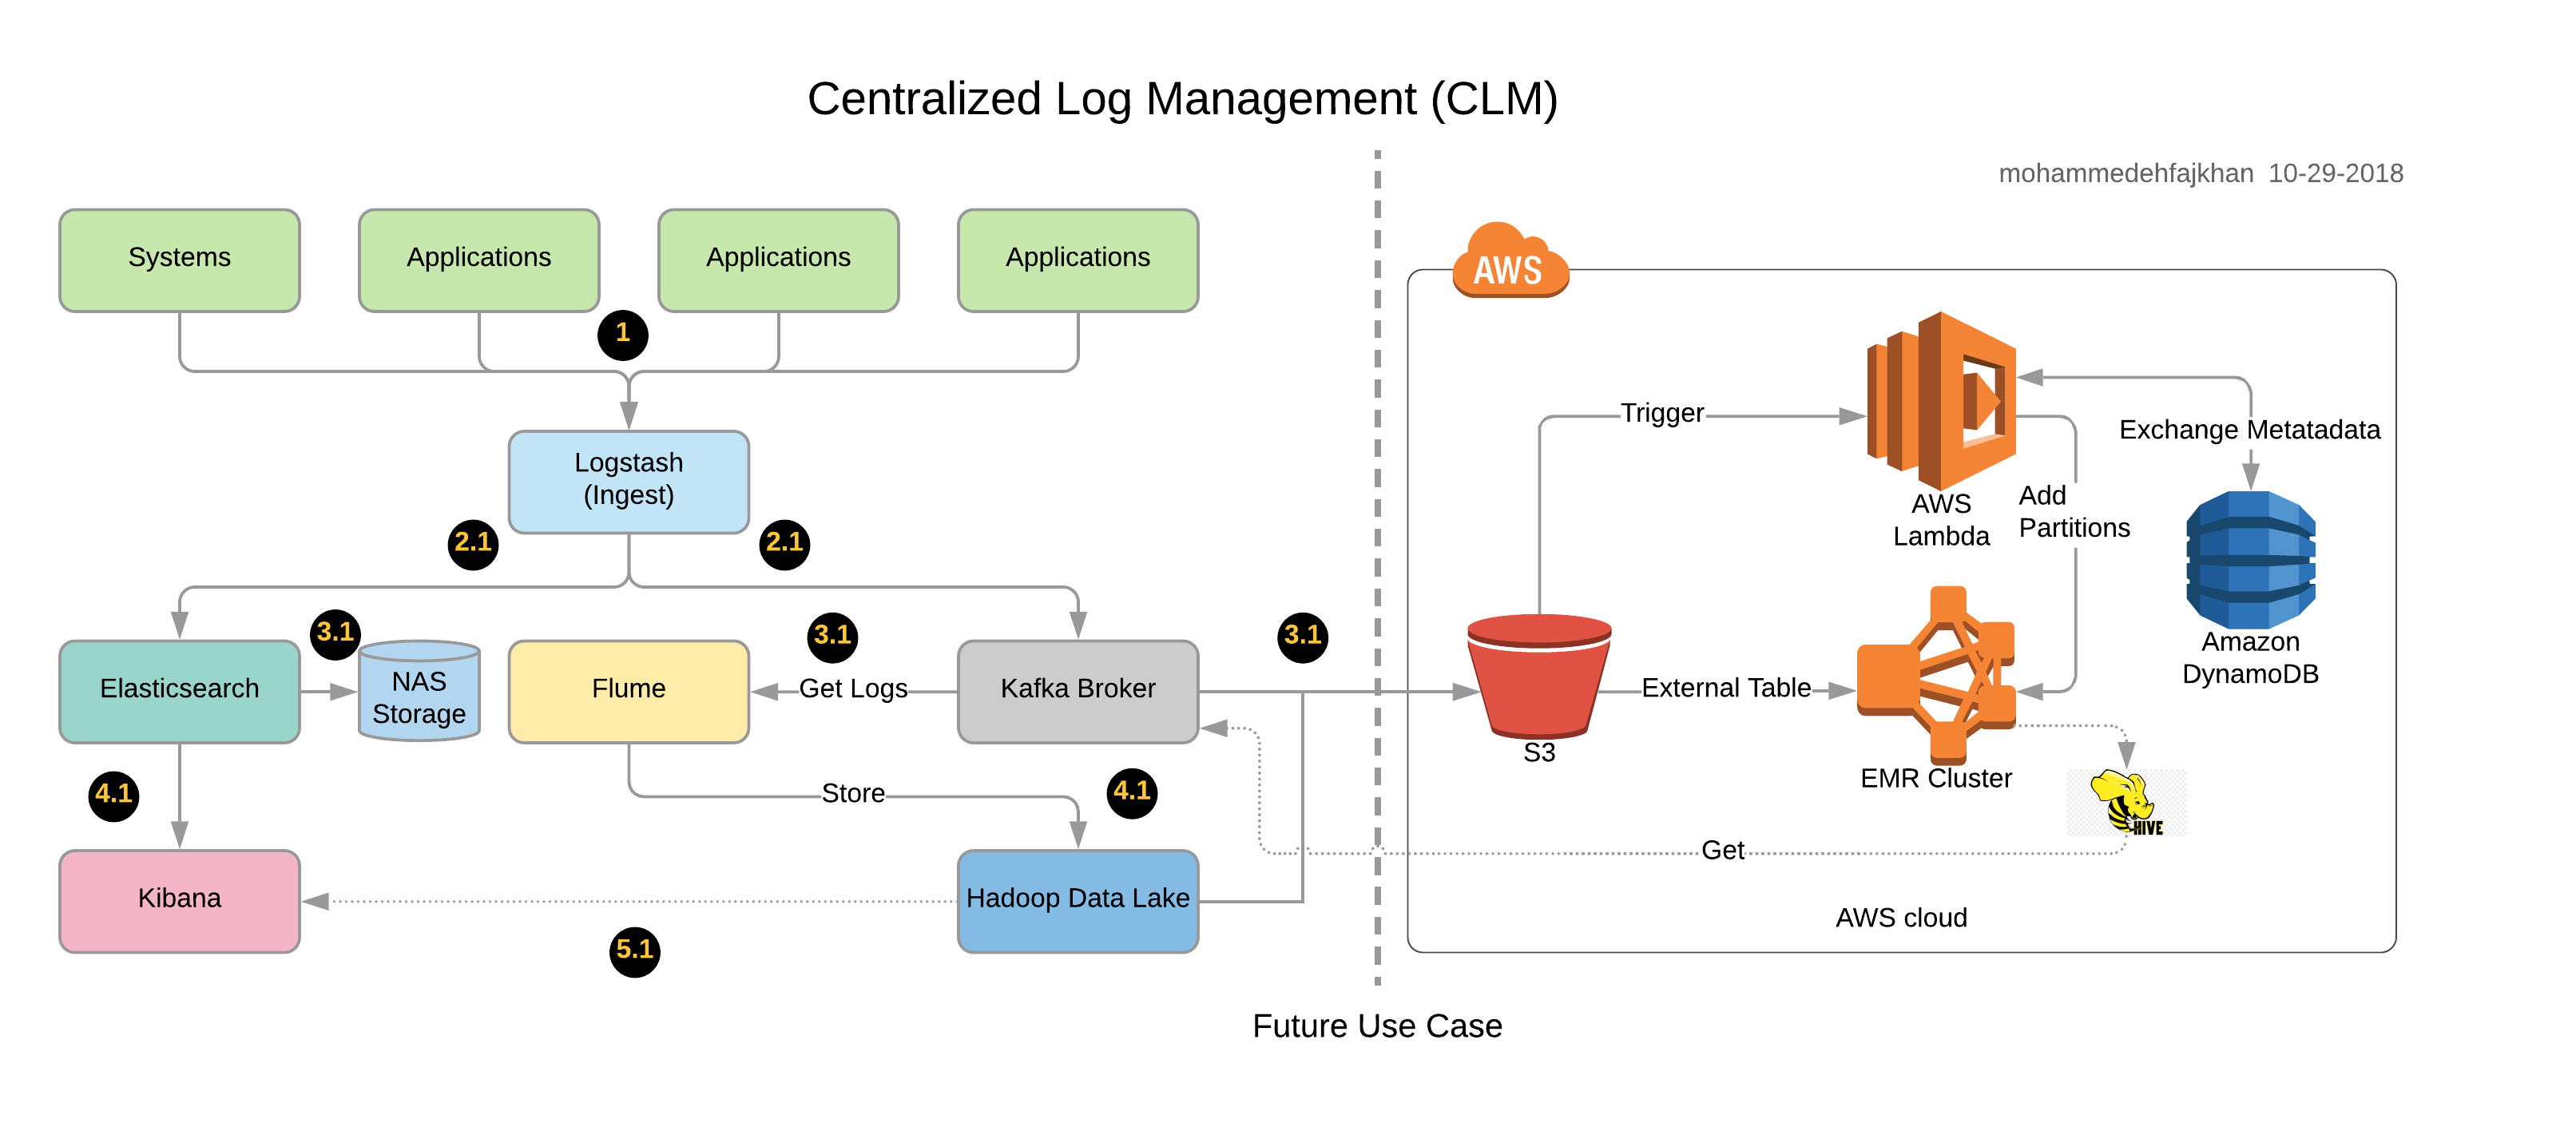 Centralized Log Management (CLM)
mohammedehfajkhan 10-29-2018
Systems
Applications
Applications
Applications
AWS
1
Logstash
(Ingest)
2.1
2.1
Trigger
Exchange Metatadata
Add
Partitions
AWS
Lambda
3.1
3.1
3.1
Elasticsearch
NAS
Storage
Flume
Get Logs
Kafka Broker
S3
External Table
EMR Cluster
Amazon
DynamoDB
4.1
Store
4.1
HIVE
Get
Kibana
Hadoop Data Lake
5.1
AWS cloud
Future Use Case